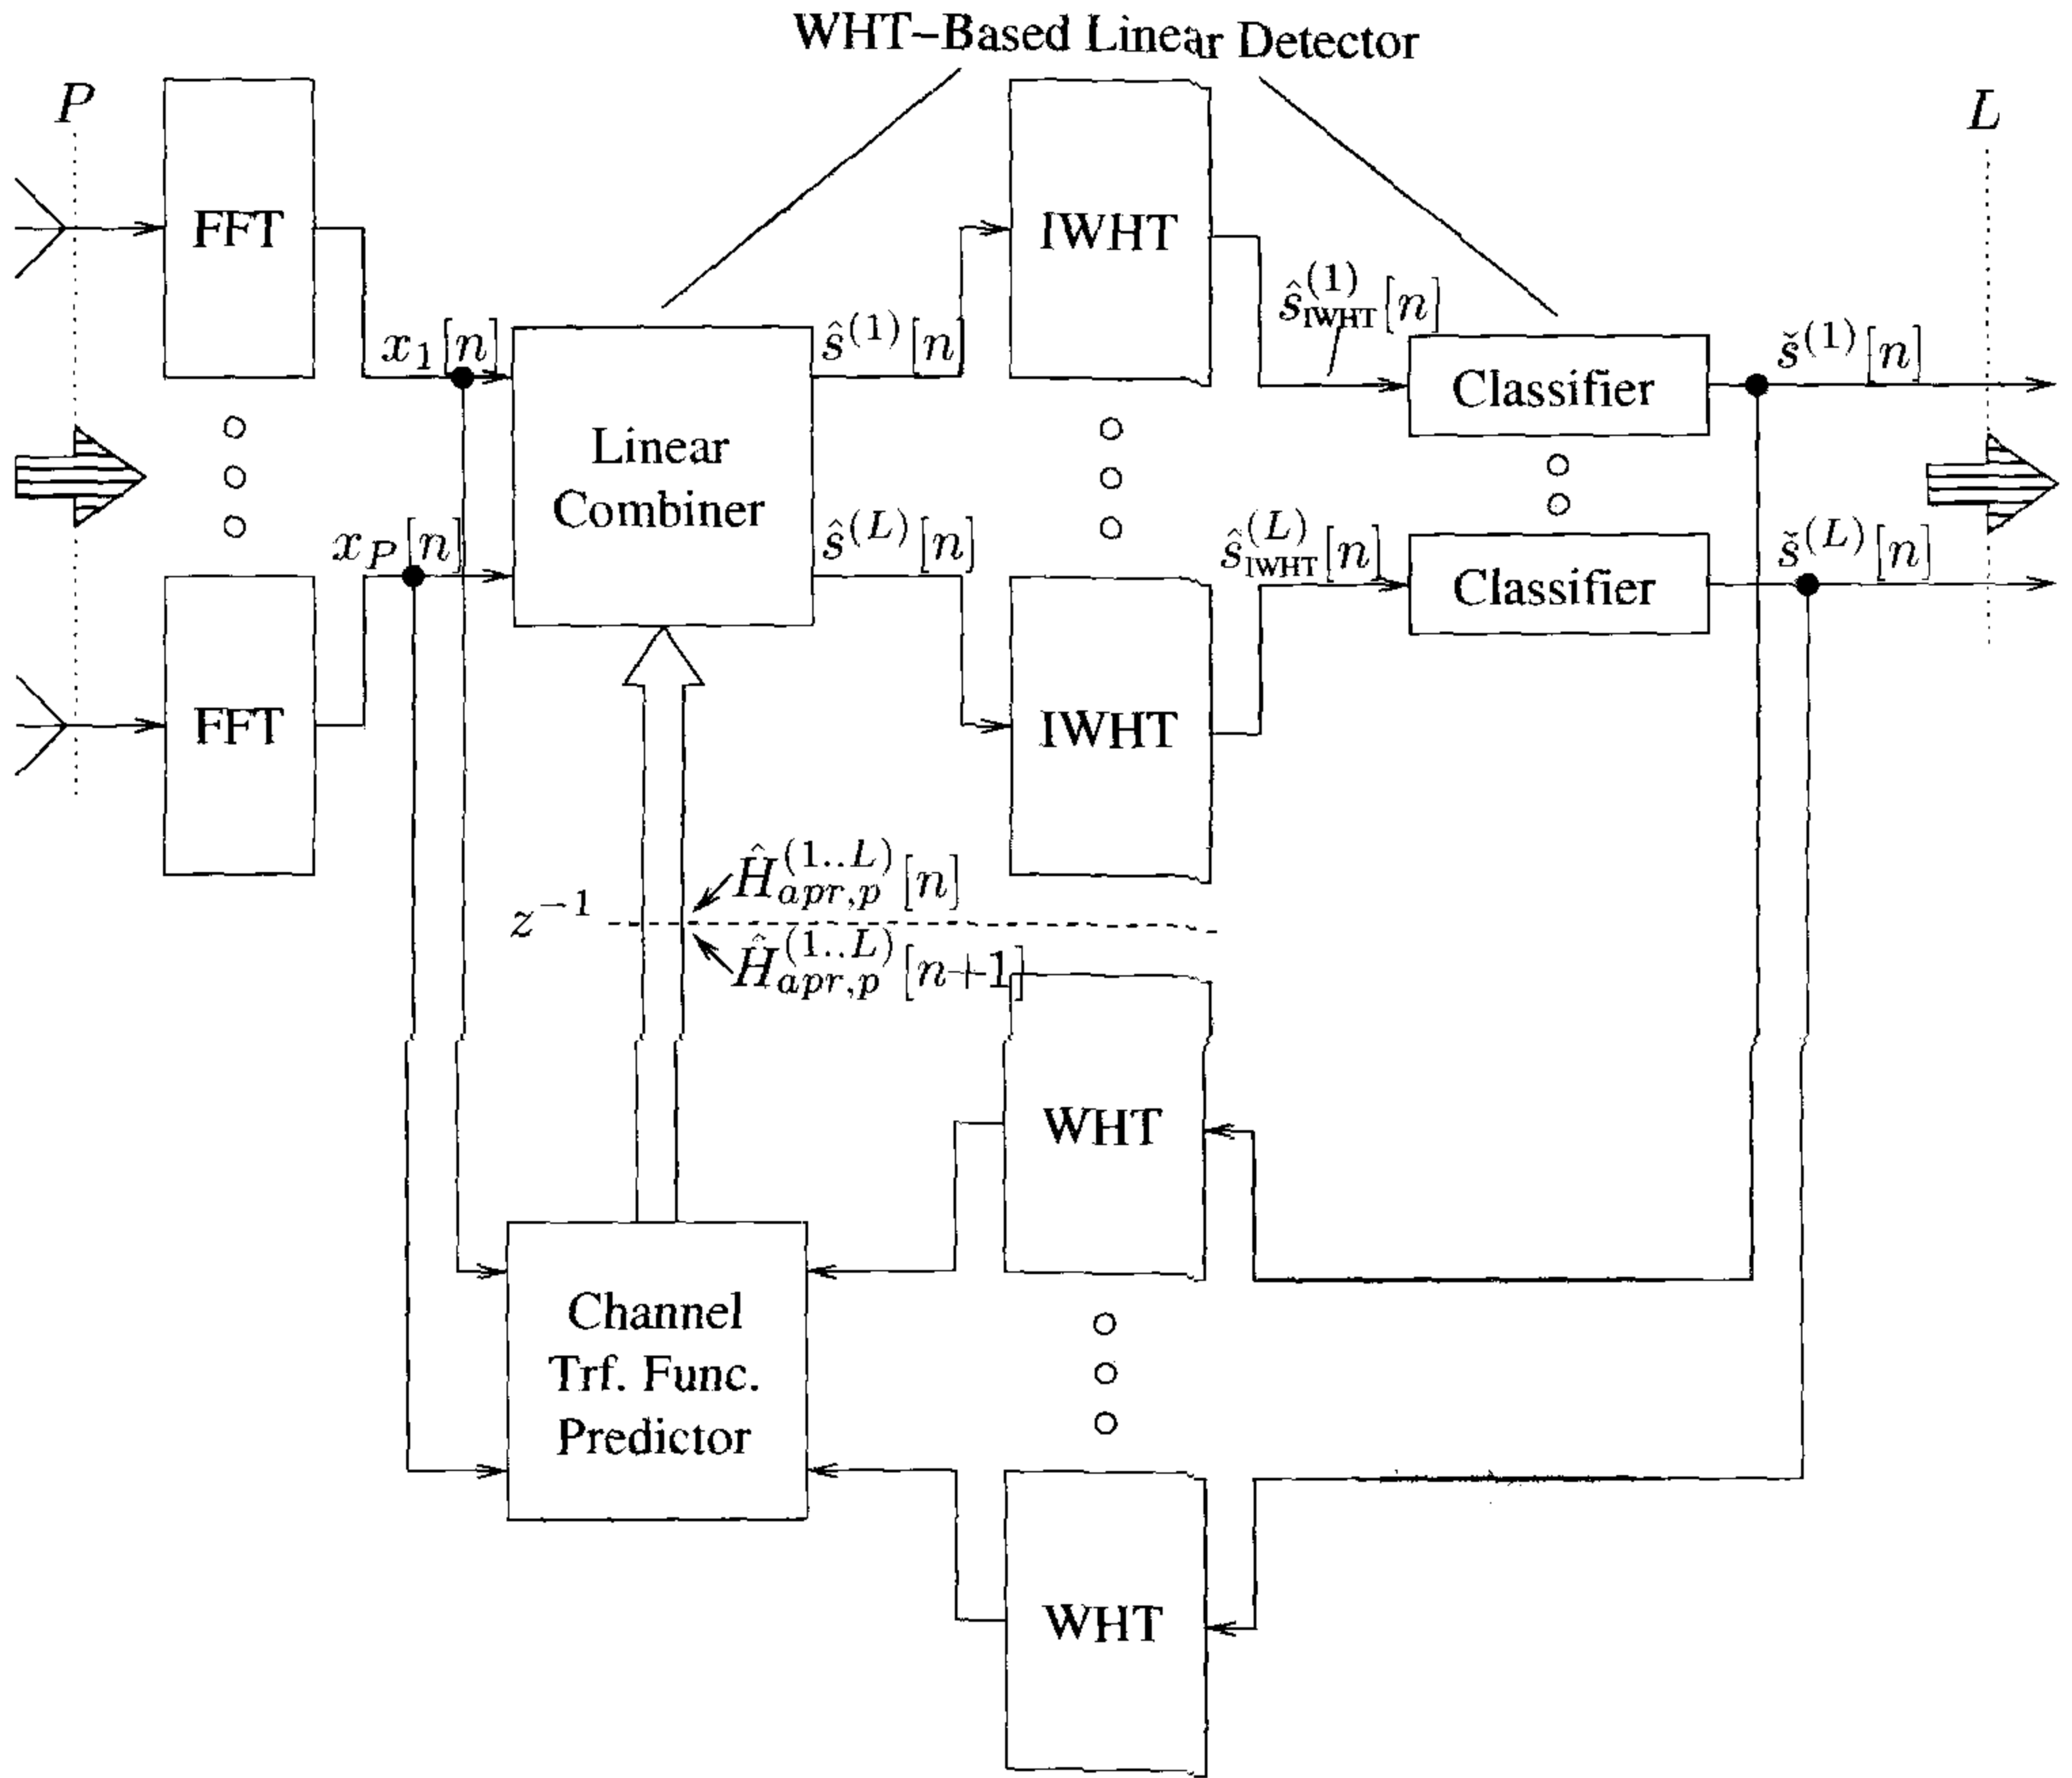 WHT–Based Linear Detector
P
L
FFT
IWHT
x₁[n]
ŝ⁽¹⁾[n]
ŝ⁽¹⁾_IWHT[n]
Classifier
š⁽¹⁾[n]
Linear
Combiner
x_P[n]
ŝ⁽ᴸ⁾[n]
ŝ⁽ᴸ⁾_IWHT[n]
Classifier
š⁽ᴸ⁾[n]
FFT
IWHT
Ĥ^(1..L)_apr,p[n]
z⁻¹
Ĥ^(1..L)_apr,p[n+1]
WHT
Channel
Trf. Func.
Predictor
WHT